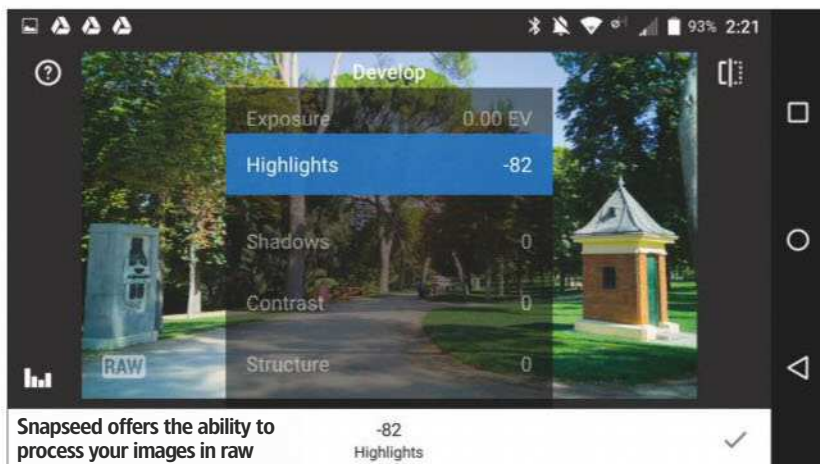 93% 2:21
Develop
Exposure 0.00 EV
Highlights -82
Shadows 0
Contrast 0
Structure 0
RAW
Snapseed offers the ability to
process your images in raw
-82
Highlights